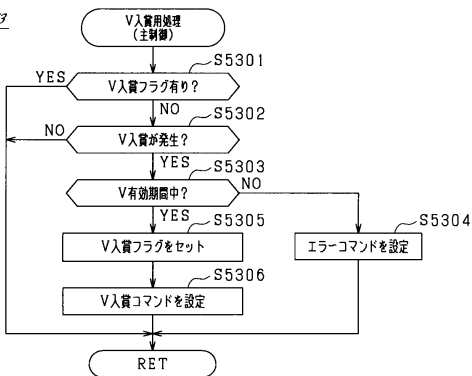 V入賞用処理
(主制御)
S5301
YES
V入賞フラグ有り?
NO
S5302
NO
V入賞が発生?
YES
S5303
V有効期間中?
NO
YES
S5305
S5304
V入賞フラグをセット
エラーコマンドを設定
S5306
V入賞コマンドを設定
RET